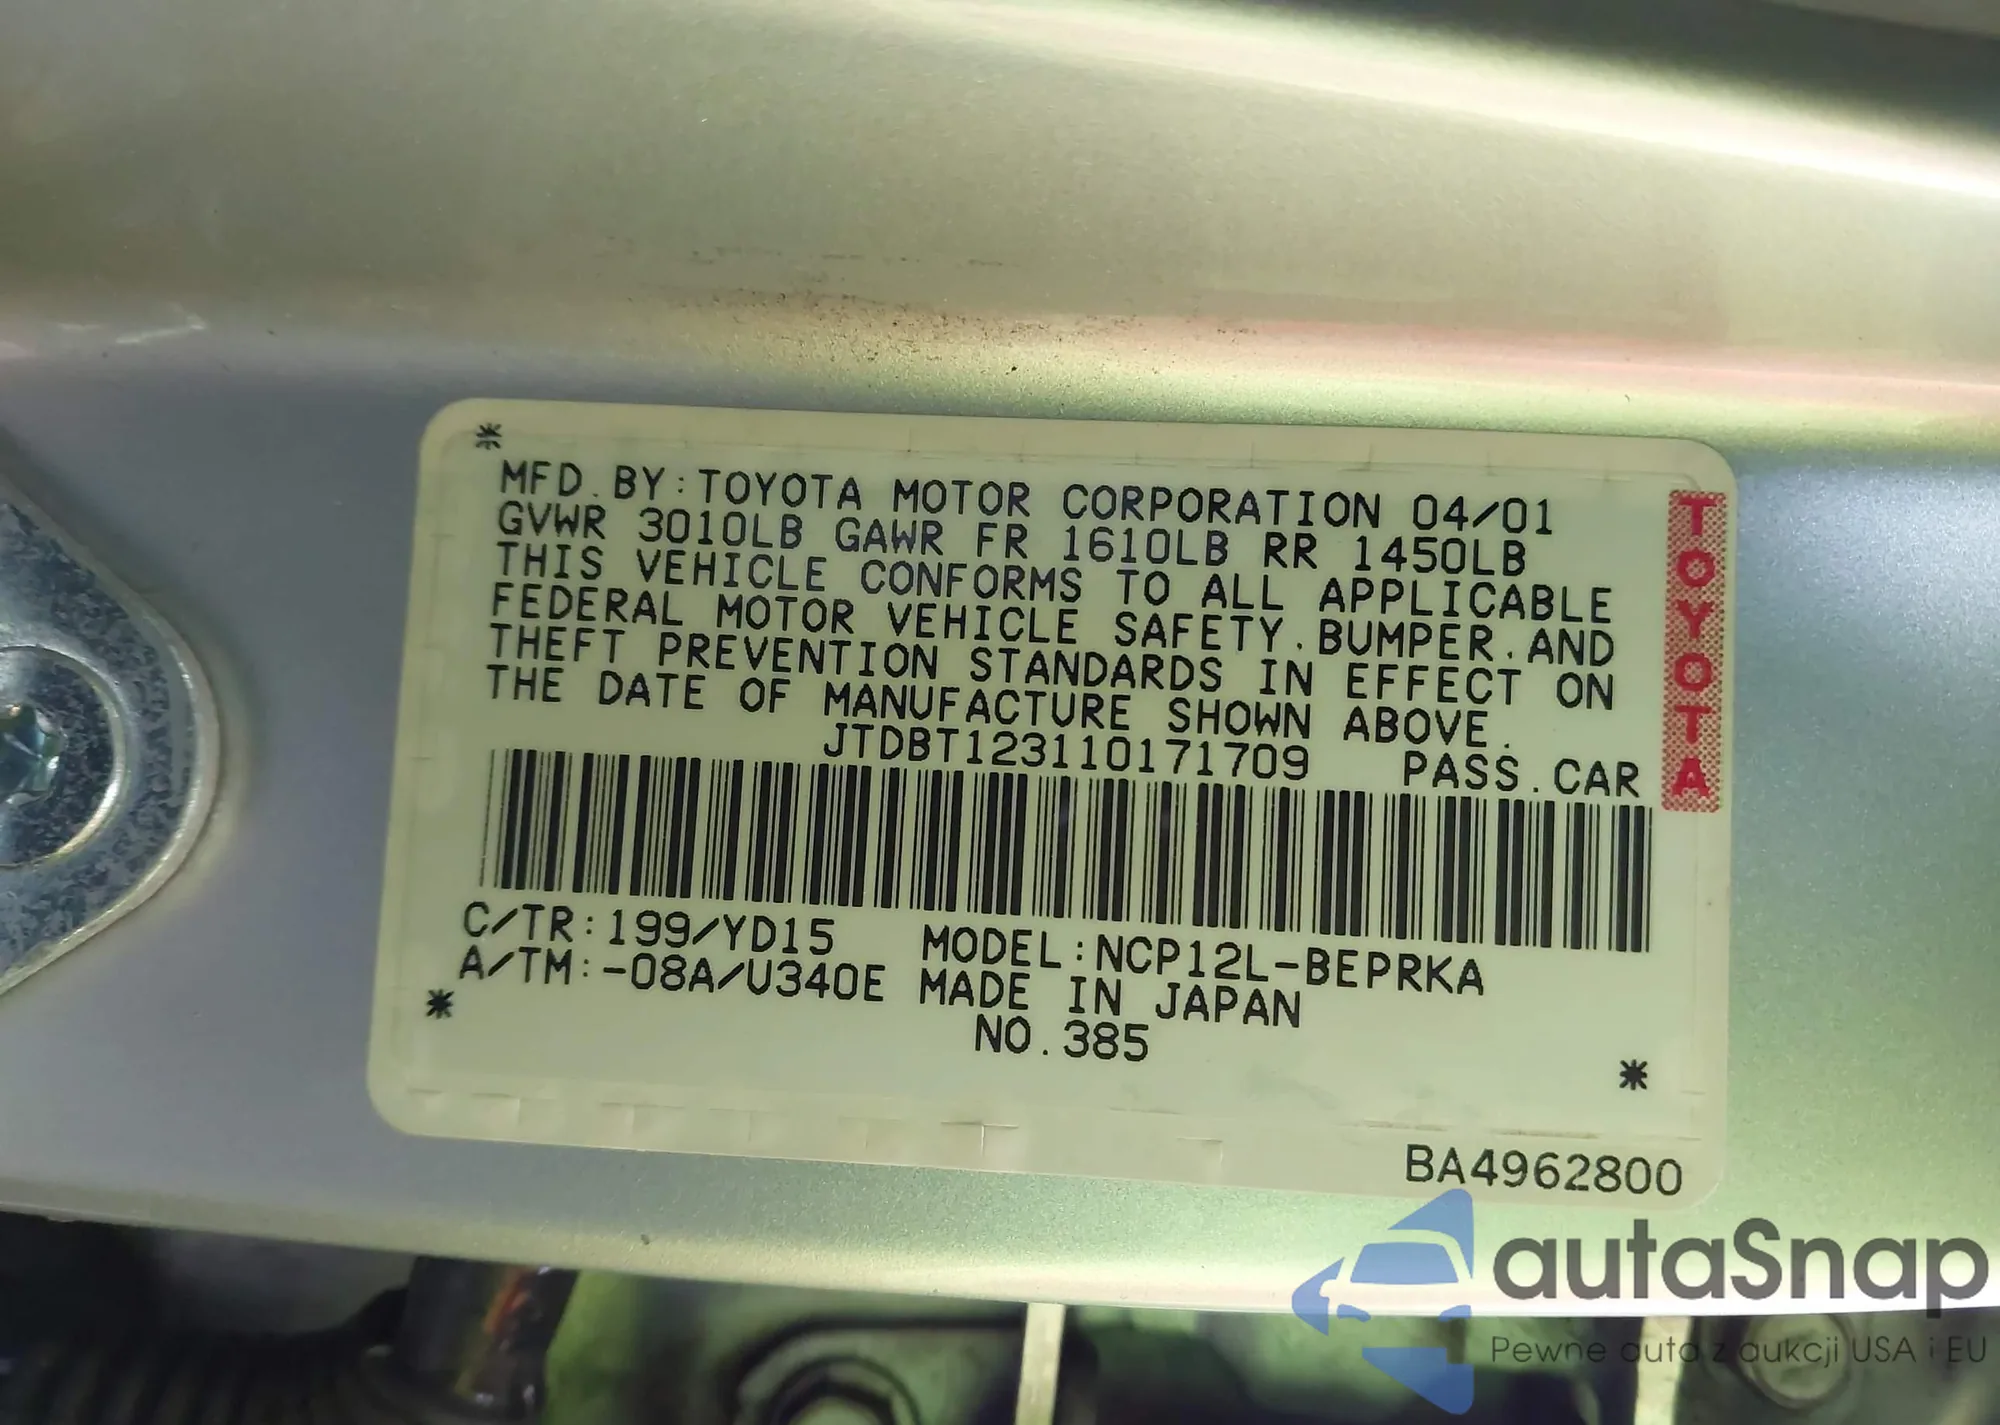 *
MFD. BY: TOYOTA MOTOR CORPORATION 04/01
GVWR 3010LB GAWR FR 1610LB RR 1450LB
THIS VEHICLE CONFORMS TO ALL APPLICABLE
FEDERAL MOTOR VEHICLE SAFETY.BUMPER.AND
THEFT PREVENTION STANDARDS IN EFFECT ON
THE DATE OF MANUFACTURE SHOWN ABOVE.
JTDBT123110171709 PASS.CAR
TOYOTA
C/TR:199/YD15 MODEL:NCP12L-BEPRKA
A/TM:-08A/U340E MADE IN JAPAN
* NO.385
*
BA4962800
autaSnap
Pewne auta z aukcji USA i EU